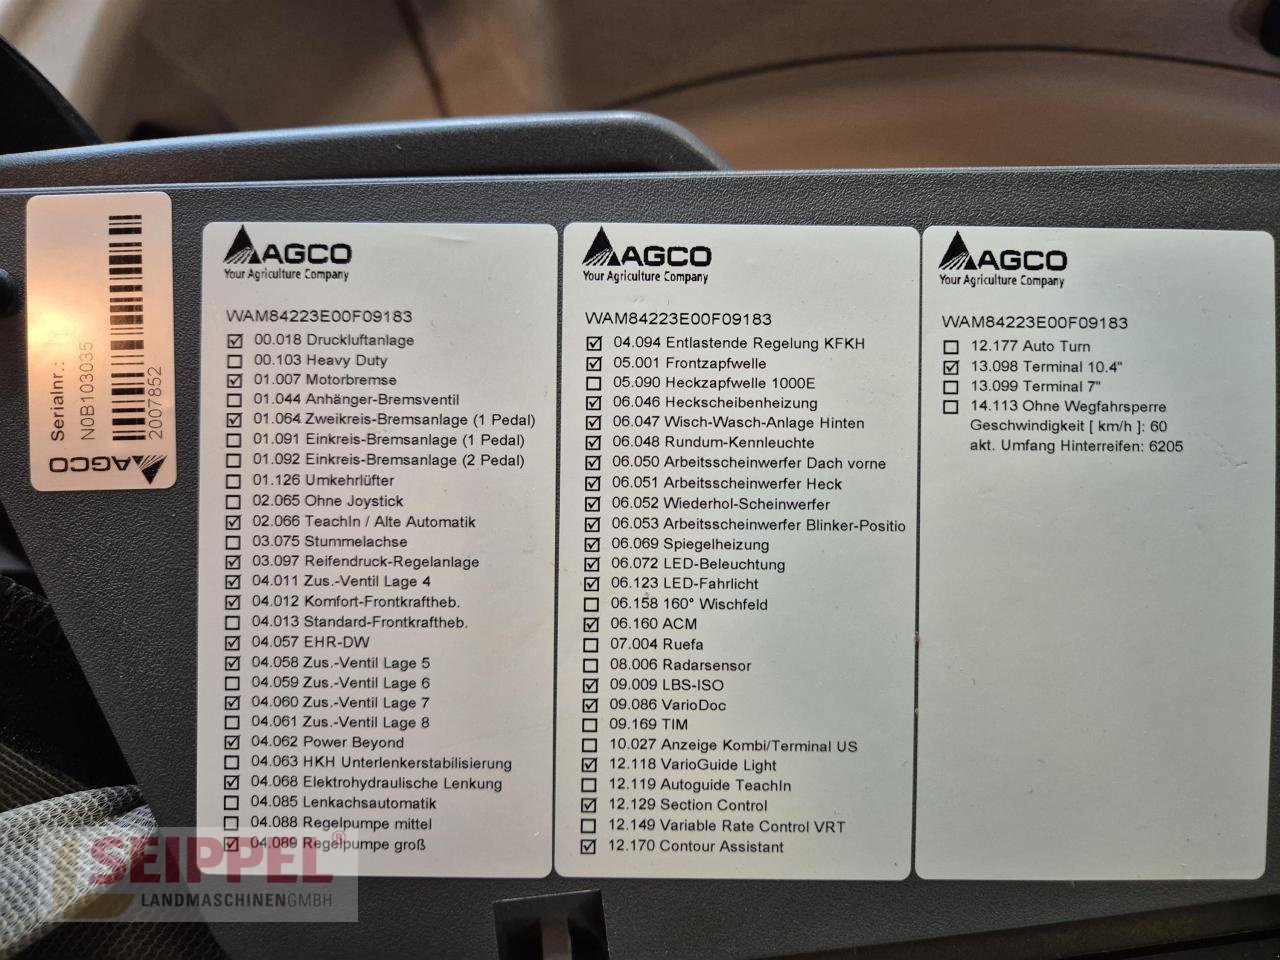 Serialnr.:
N0B103035
2007852
AGCO
AGCO
Your Agriculture Company
WAM84223E00F09183
☑ 00.018 Druckluftanlage
☐ 00.103 Heavy Duty
☑ 01.007 Motorbremse
☐ 01.044 Anhänger-Bremsventil
☑ 01.064 Zweikreis-Bremsanlage (1 Pedal)
☐ 01.091 Einkreis-Bremsanlage (1 Pedal)
☐ 01.092 Einkreis-Bremsanlage (2 Pedal)
☐ 01.126 Umkehrlüfter
☐ 02.065 Ohne Joystick
☑ 02.066 TeachIn / Alte Automatik
☐ 03.075 Stummelachse
☑ 03.097 Reifendruck-Regelanlage
☑ 04.011 Zus.-Ventil Lage 4
☑ 04.012 Komfort-Frontkraftheb.
☐ 04.013 Standard-Frontkraftheb.
☑ 04.057 EHR-DW
☑ 04.058 Zus.-Ventil Lage 5
☐ 04.059 Zus.-Ventil Lage 6
☑ 04.060 Zus.-Ventil Lage 7
☐ 04.061 Zus.-Ventil Lage 8
☑ 04.062 Power Beyond
☐ 04.063 HKH Unterlenkerstabilisierung
☑ 04.068 Elektrohydraulische Lenkung
☐ 04.085 Lenkachsautomatik
☐ 04.088 Regelpumpe mittel
☑ 04.089 Regelpumpe groß
AGCO
Your Agriculture Company
WAM84223E00F09183
☑ 04.094 Entlastende Regelung KFKH
☑ 05.001 Frontzapfwelle
☐ 05.090 Heckzapfwelle 1000E
☑ 06.046 Heckscheibenheizung
☑ 06.047 Wisch-Wasch-Anlage Hinten
☑ 06.048 Rundum-Kennleuchte
☑ 06.050 Arbeitsscheinwerfer Dach vorne
☑ 06.051 Arbeitsscheinwerfer Heck
☑ 06.052 Wiederhol-Scheinwerfer
☑ 06.053 Arbeitsscheinwerfer Blinker-Positio
☑ 06.069 Spiegelheizung
☑ 06.072 LED-Beleuchtung
☑ 06.123 LED-Fahrlicht
☐ 06.158 160° Wischfeld
☑ 06.160 ACM
☐ 07.004 Ruefa
☐ 08.006 Radarsensor
☑ 09.009 LBS-ISO
☑ 09.086 VarioDoc
☐ 09.169 TIM
☐ 10.027 Anzeige Kombi/Terminal US
☑ 12.118 VarioGuide Light
☐ 12.119 Autoguide TeachIn
☑ 12.129 Section Control
☐ 12.149 Variable Rate Control VRT
☑ 12.170 Contour Assistant
AGCO
Your Agriculture Company
WAM84223E00F09183
☐ 12.177 Auto Turn
☑ 13.098 Terminal 10.4"
☐ 13.099 Terminal 7"
☐ 14.113 Ohne Wegfahrsperre
Geschwindigkeit [ km/h ]: 60
akt. Umfang Hinterreifen: 6205
SEIPPEL®
LANDMASCHINENGMBH